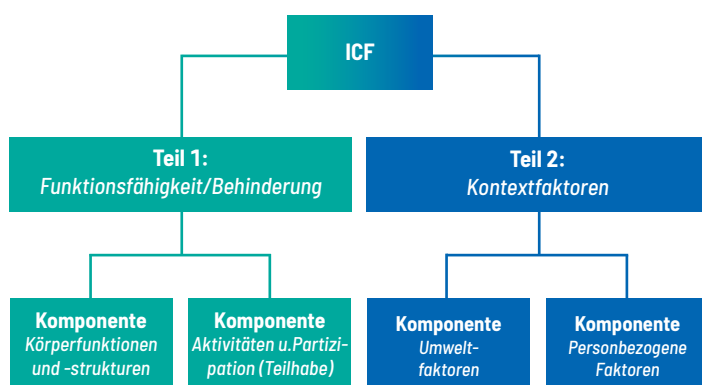 ICF
Teil 1:
Funktionsfähigkeit/Behinderung
Teil 2:
Kontextfaktoren
Komponente
Körperfunktionen
und -strukturen
Komponente
Aktivitäten u.Partizi-
pation (Teilhabe)
Komponente
Umwelt-
faktoren
Komponente
Personbezogene
Faktoren